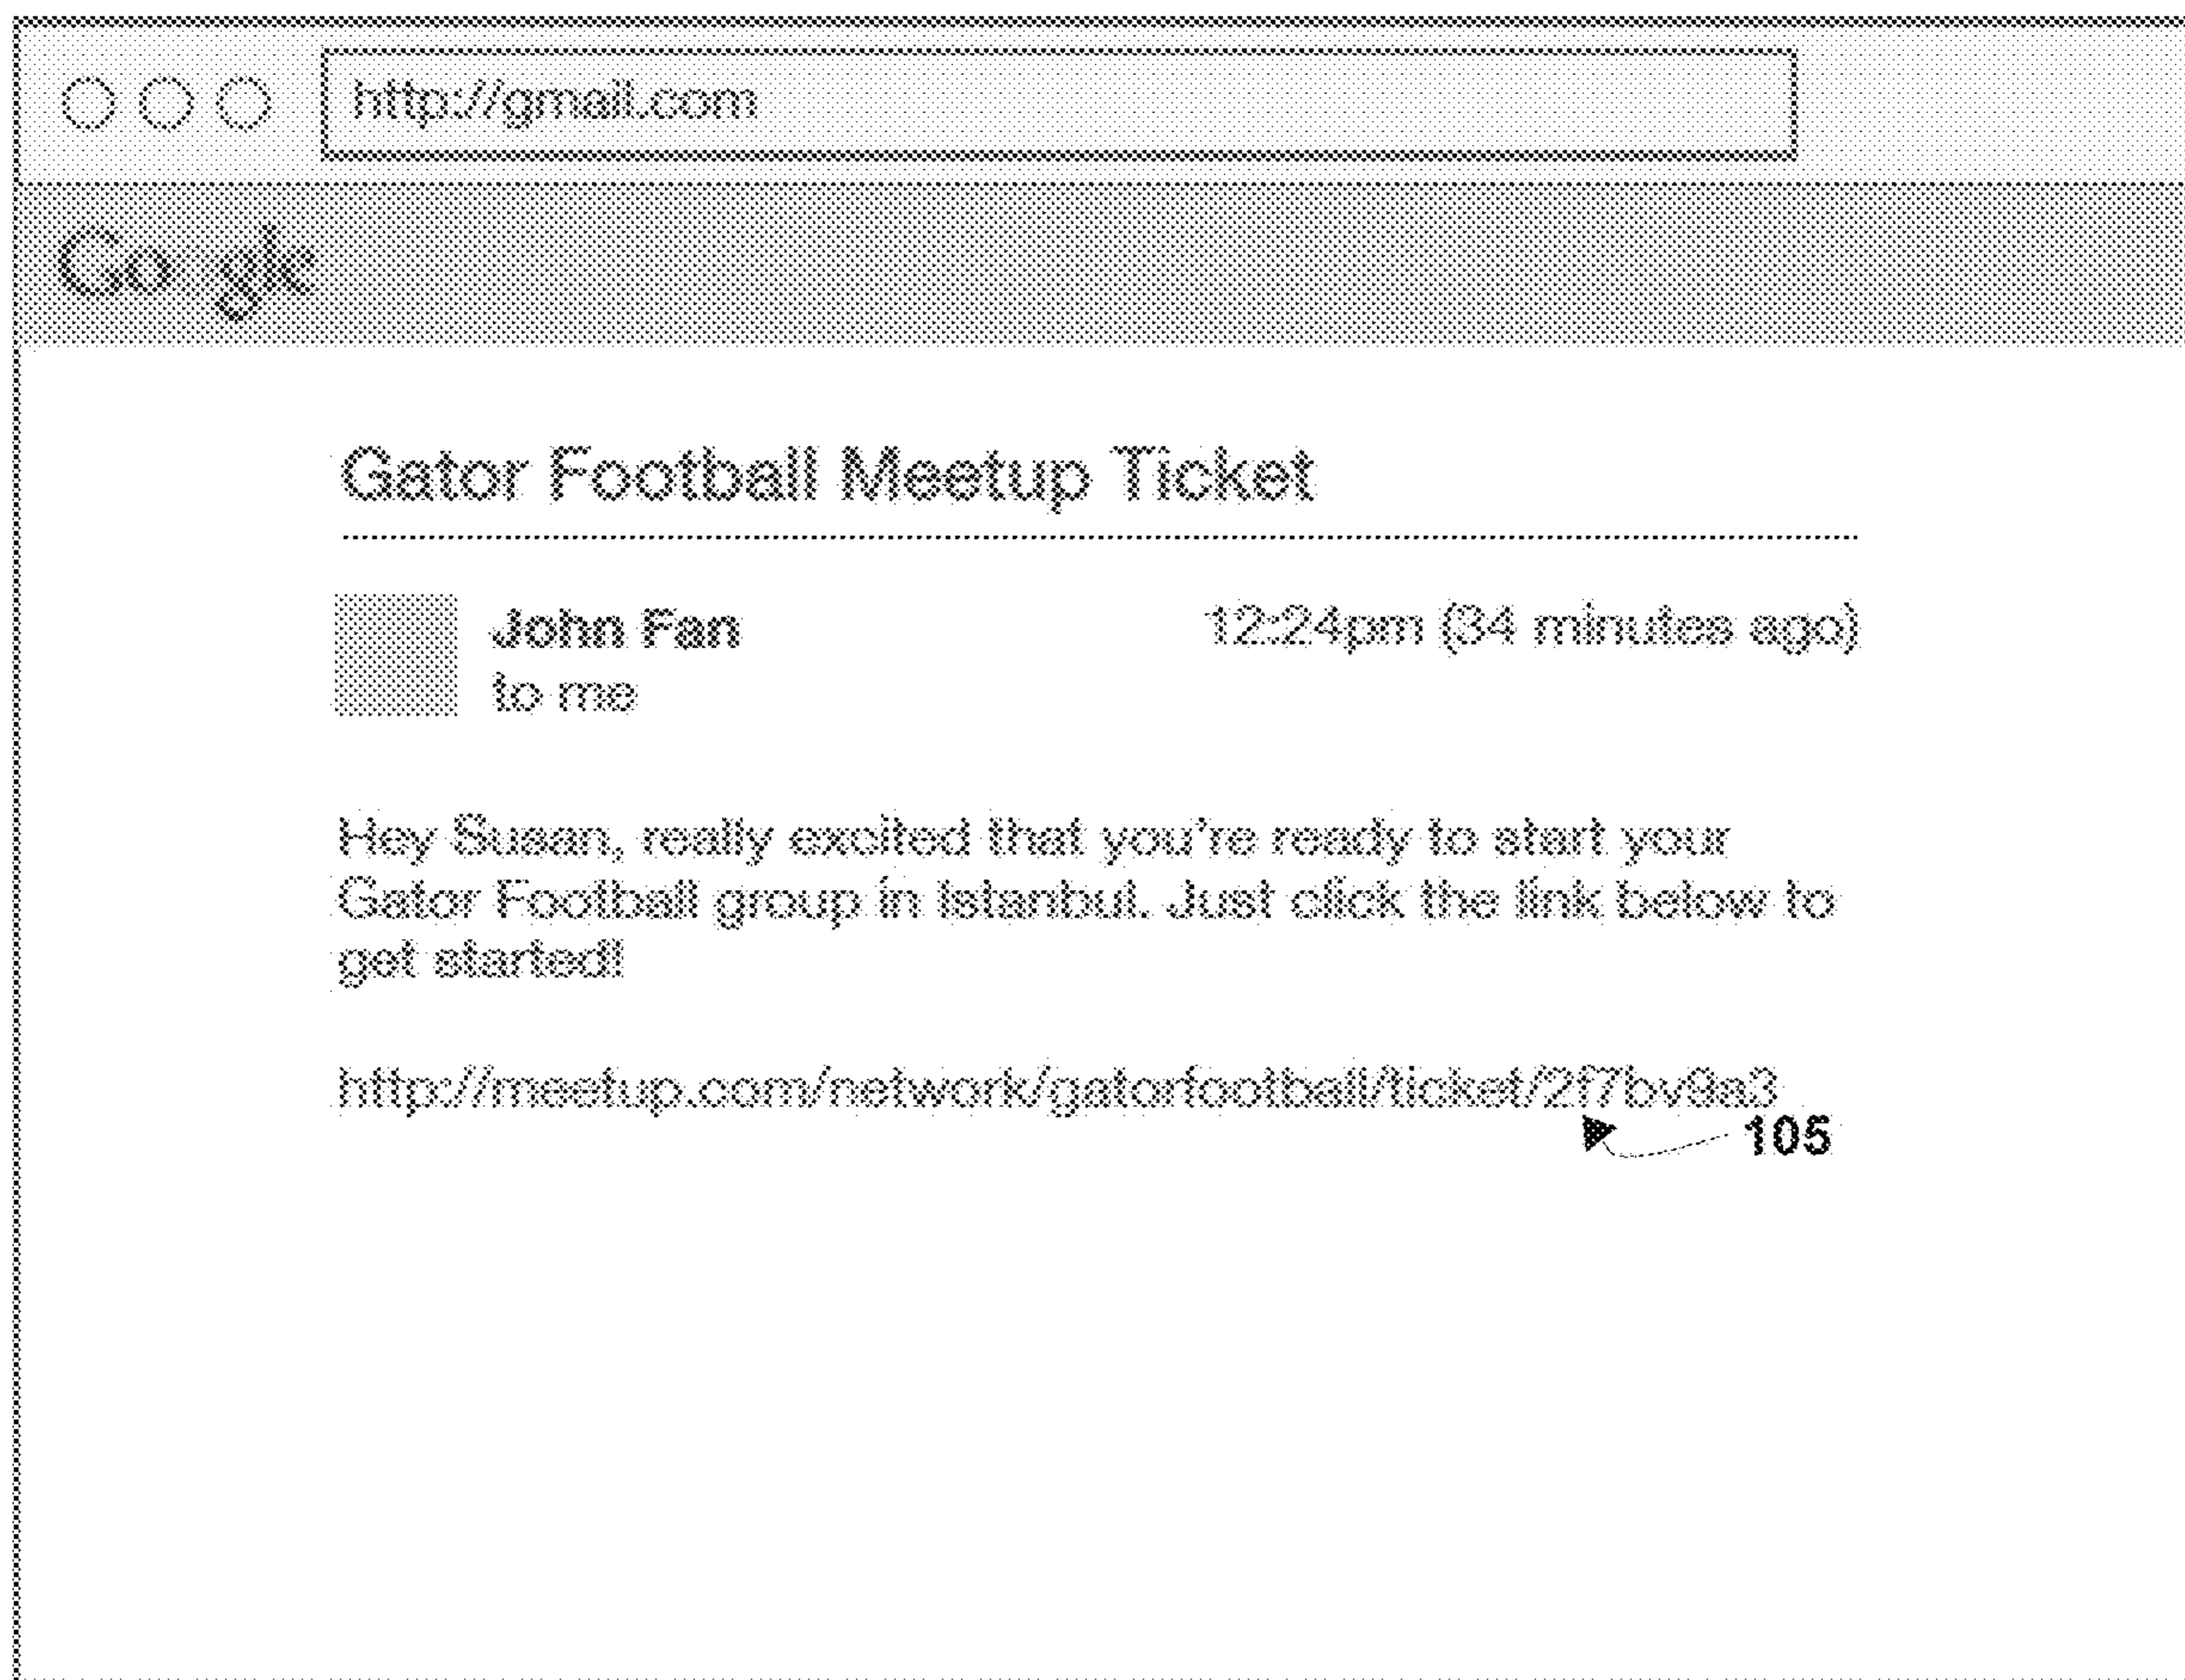 http://gmail.com
Google
Gator Football Meetup Ticket
John Fan
12:24pm (34 minutes ago)
to me
Hey Susan, really excited that you're ready to start your
Gator Football group in Istanbul. Just click the link below to
get started!
http://meetup.com/network/gatorfootball/ticket/2f7bv9a3
105